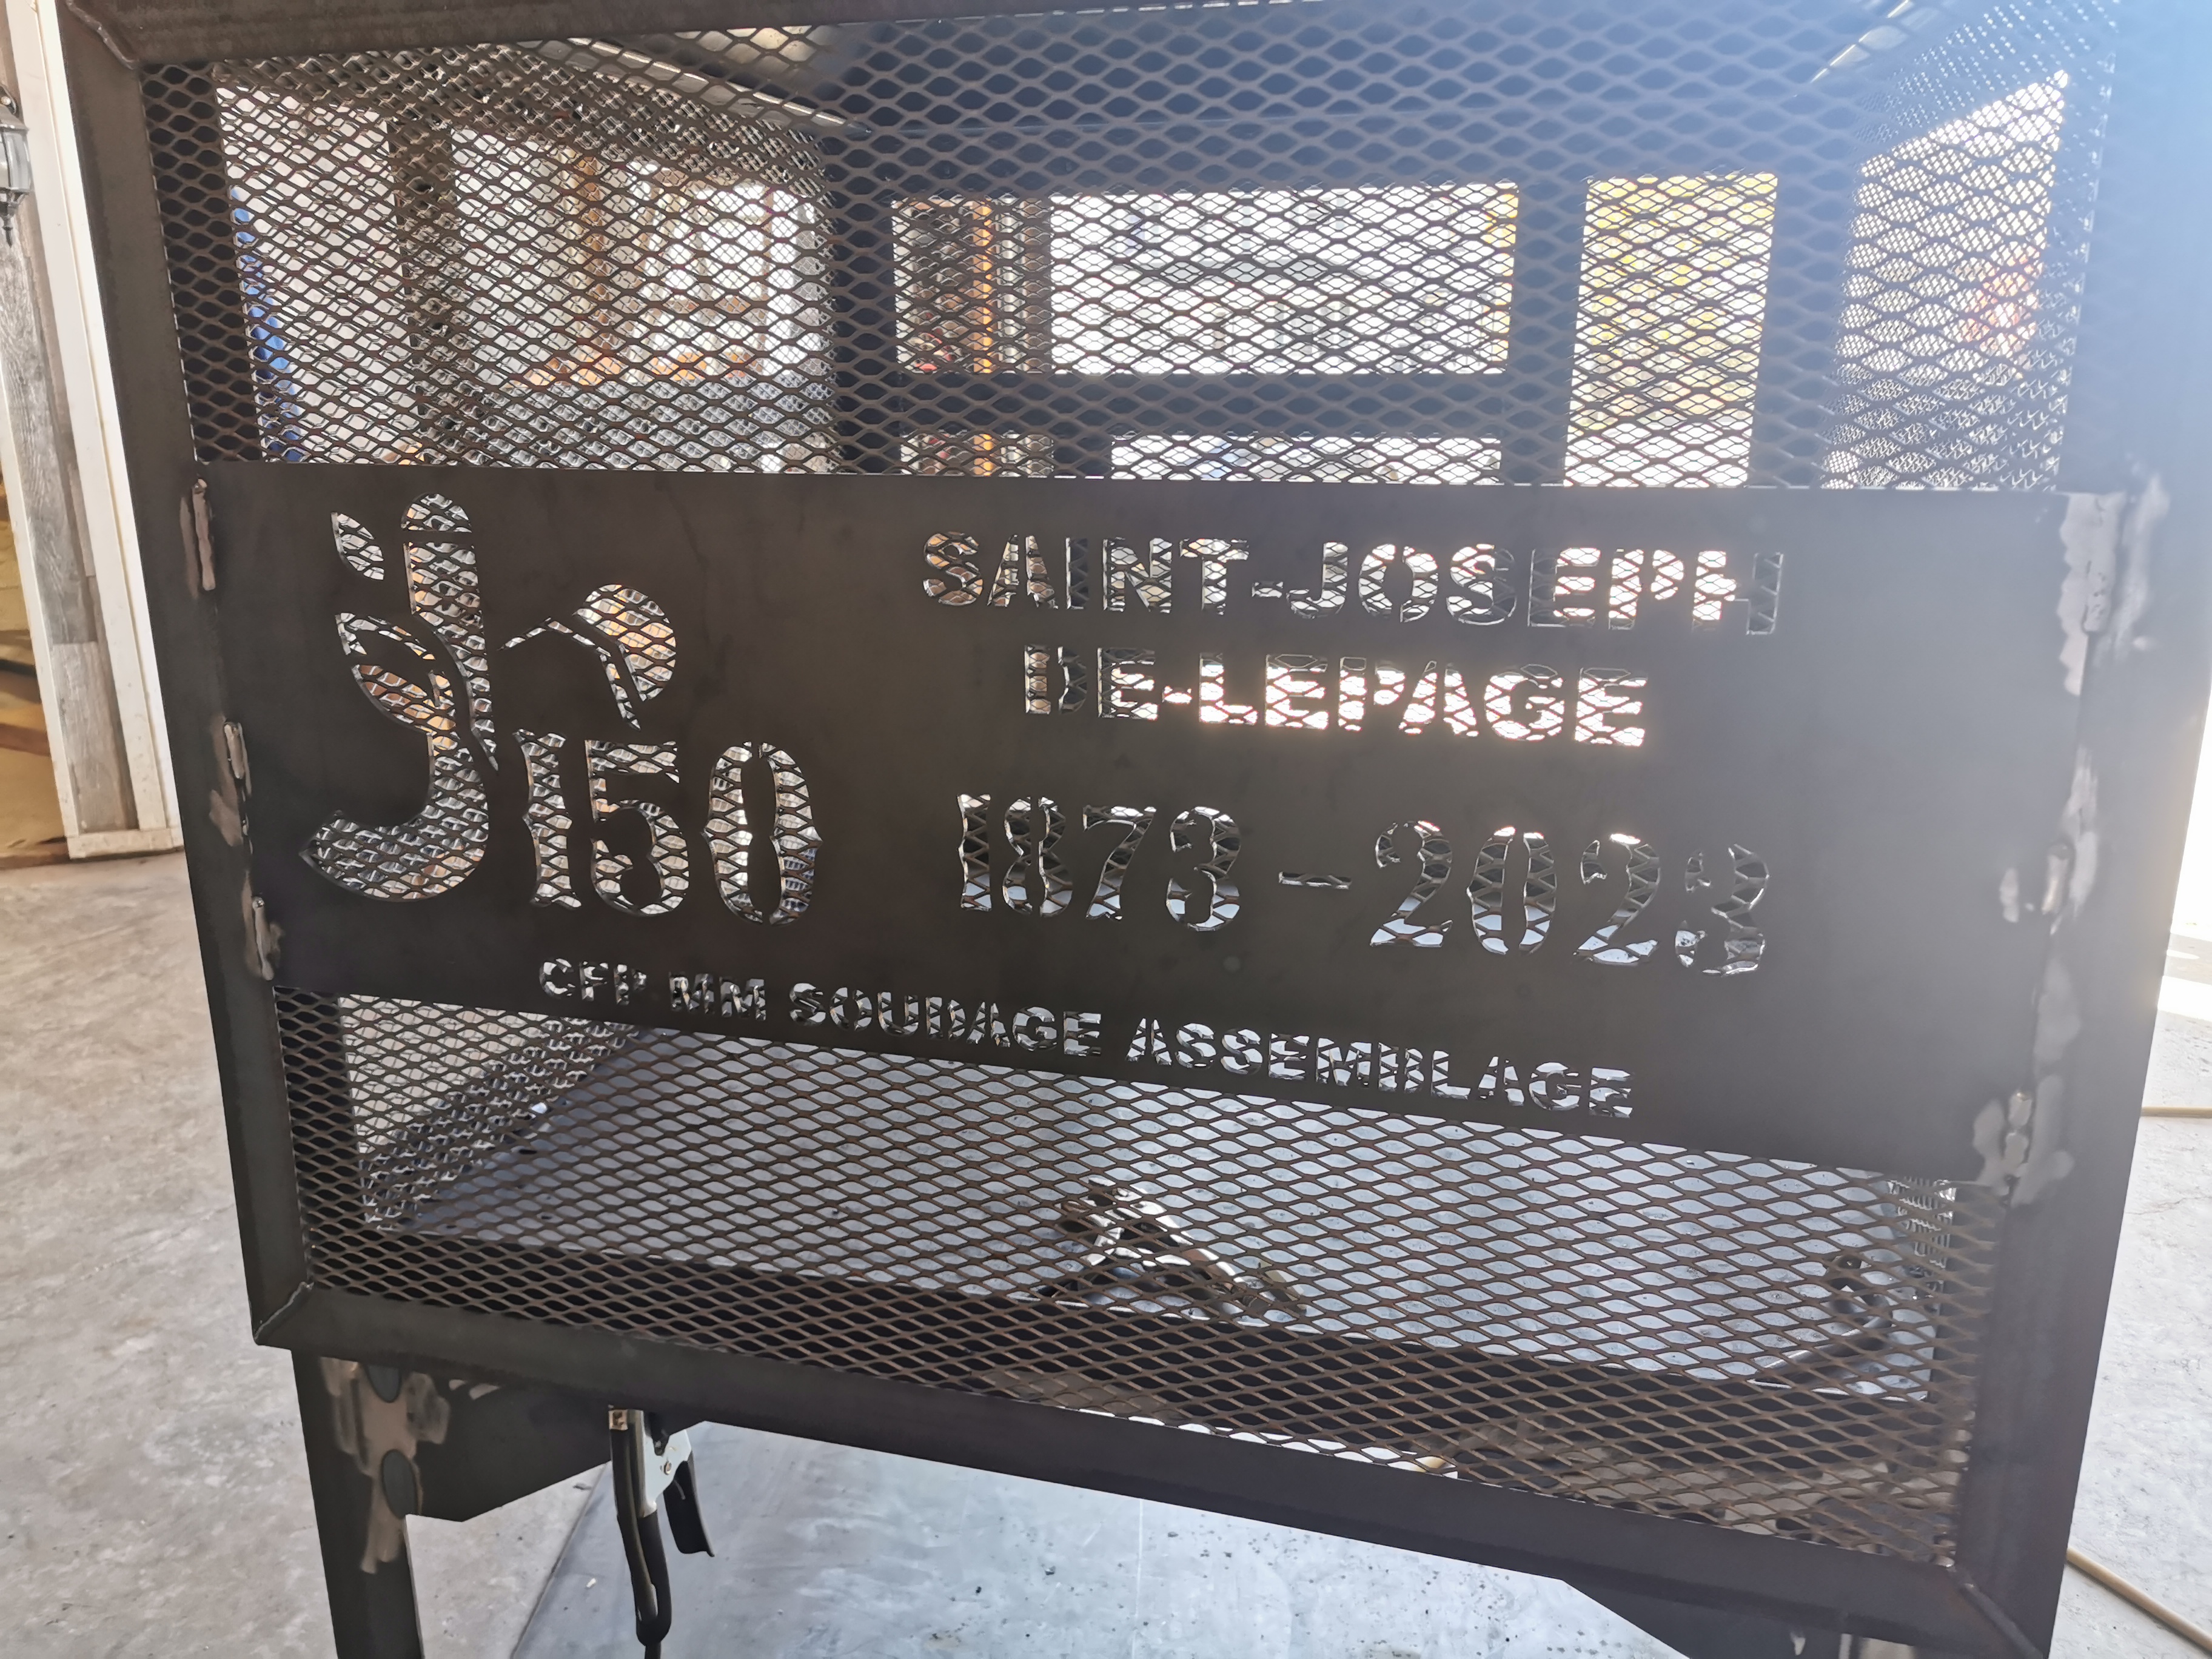 150
SAINT-JOSEPH
DE-LEPAGE
1873-2023
CFP MM SOUDAGE ASSEMBLAGE